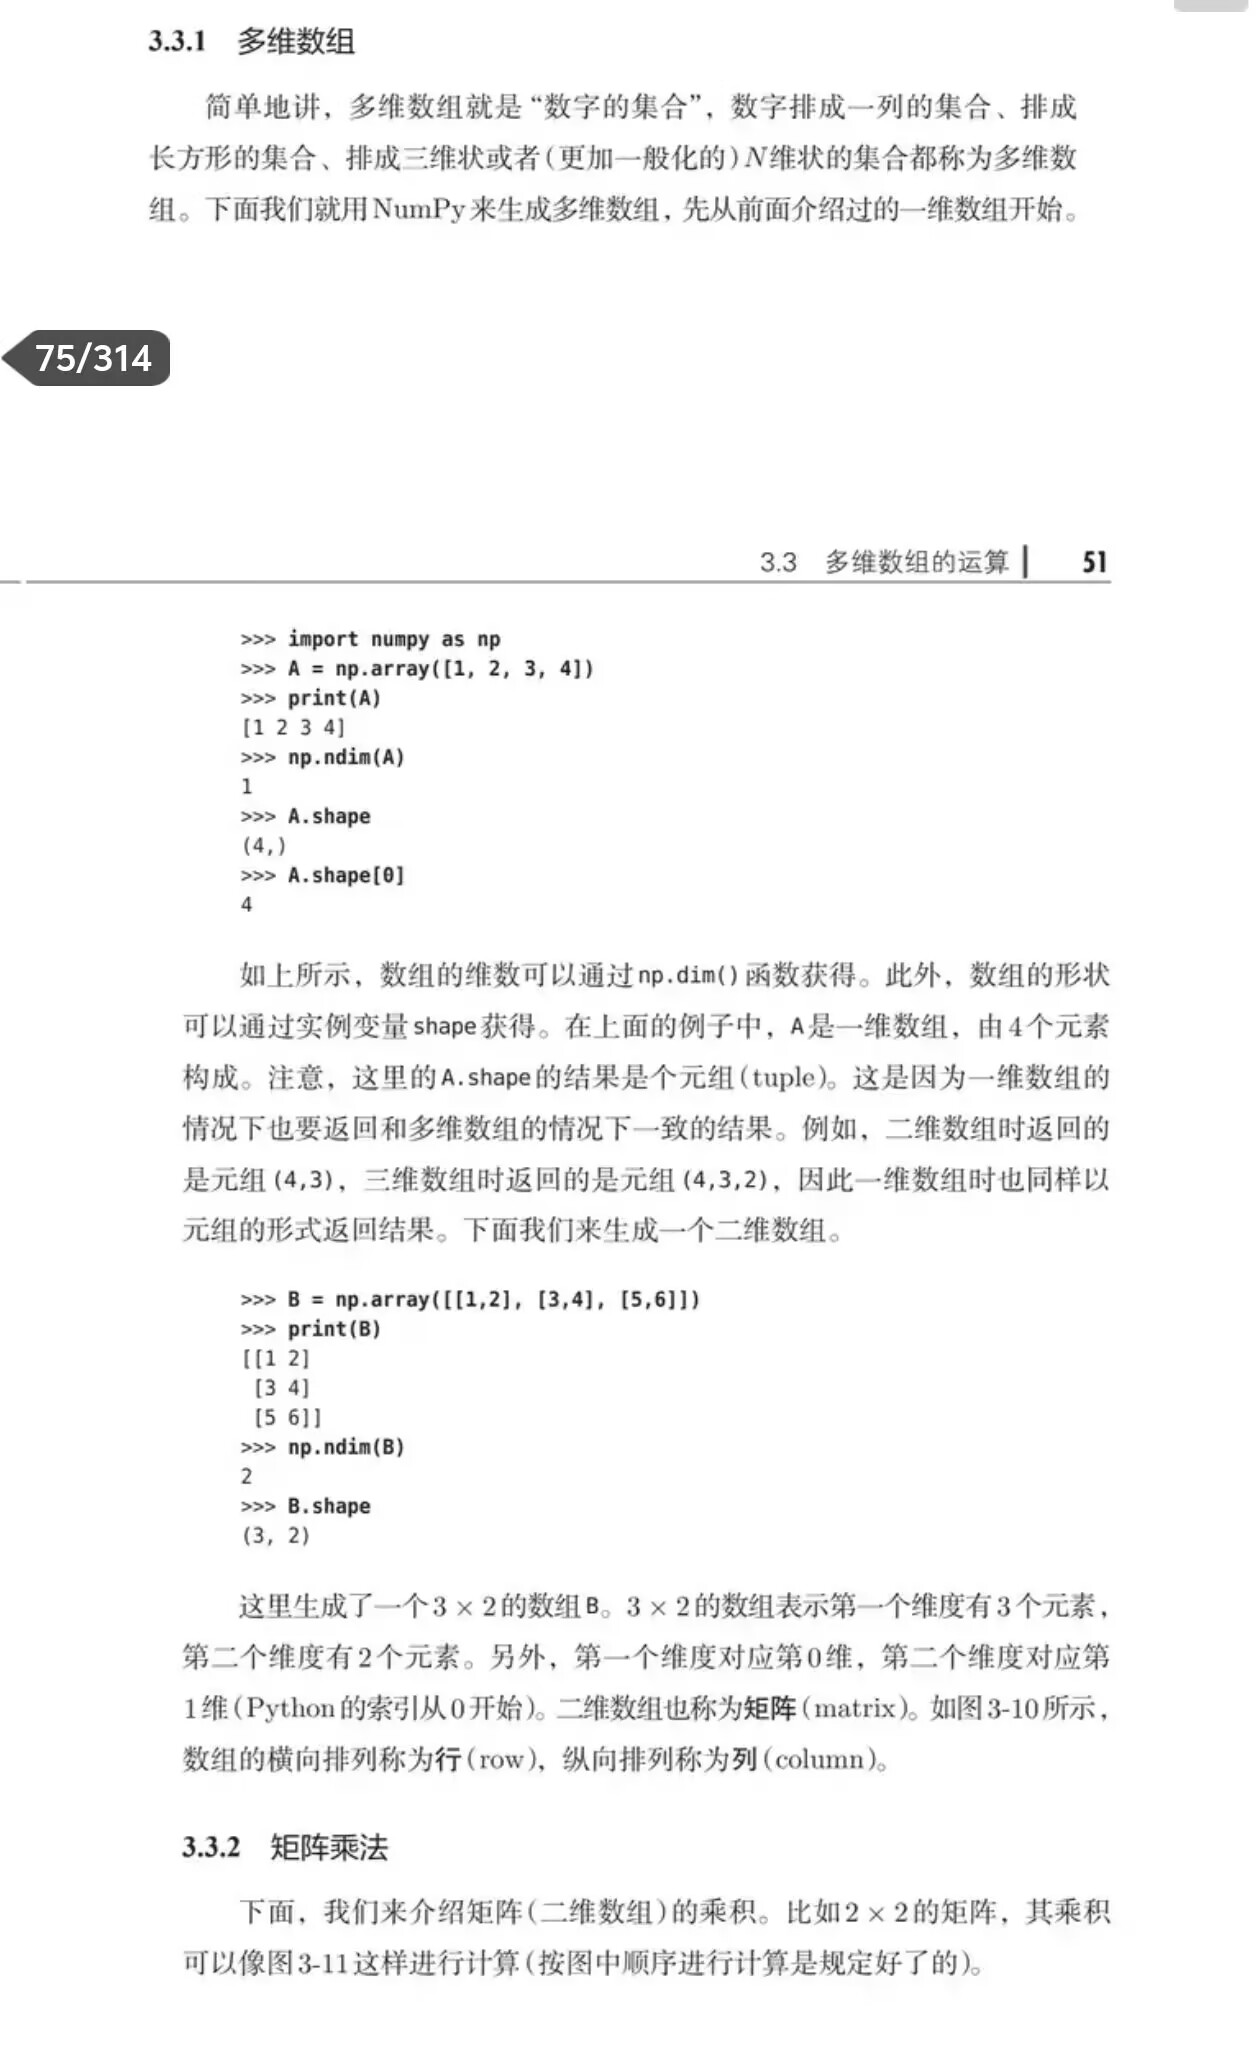 3.3.1 多维数组
简单地讲，多维数组就是“数字的集合”，数字排成一列的集合、排成
长方形的集合、排成三维状或者(更加一般化的)N维状的集合都称为多维数
组。下面我们就用NumPy来生成多维数组，先从前面介绍过的一维数组开始。
75/314
3.3 多维数组的运算 51
>>> import numpy as np
>>> A = np.array([1, 2, 3, 4])
>>> print(A)
[1 2 3 4]
>>> np.ndim(A)
1
>>> A.shape
(4,)
>>> A.shape[0]
4
如上所示，数组的维数可以通过np.dim()函数获得。此外，数组的形状
可以通过实例变量shape获得。在上面的例子中，A是一维数组，由4个元素
构成。注意，这里的A.shape的结果是个元组(tuple)。这是因为一维数组的
情况下也要返回和多维数组的情况下一致的结果。例如，二维数组时返回的
是元组(4,3)，三维数组时返回的是元组(4,3,2)，因此一维数组时也同样以
元组的形式返回结果。下面我们来生成一个二维数组。
>>> B = np.array([[1,2], [3,4], [5,6]])
>>> print(B)
[[1 2]
 [3 4]
 [5 6]]
>>> np.ndim(B)
2
>>> B.shape
(3, 2)
这里生成了一个3 × 2的数组B。3 × 2的数组表示第一个维度有3个元素，
第二个维度有2个元素。另外，第一个维度对应第0维，第二个维度对应第
1维(Python的索引从0开始)。二维数组也称为矩阵(matrix)。如图3-10所示，
数组的横向排列称为行(row)，纵向排列称为列(column)。
3.3.2 矩阵乘法
下面，我们来介绍矩阵(二维数组)的乘积。比如2 × 2的矩阵，其乘积
可以像图3-11这样进行计算(按图中顺序进行计算是规定好了的)。